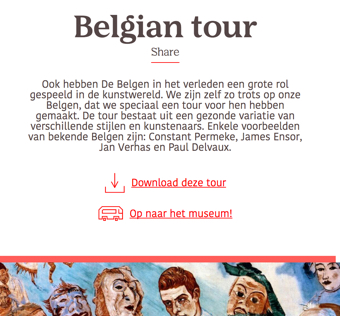 Belgian tour
Share
Ook hebben De Belgen in het verleden een grote rol
gespeeld in de kunstwereld. We zijn zelf zo trots op onze
Belgen, dat we speciaal een tour voor hen hebben
gemaakt. De tour bestaat uit een gezonde variatie van
verschillende stijlen en kunstenaars. Enkele voorbeelden
van bekende Belgen zijn: Constant Permeke, James Ensor,
Jan Verhas en Paul Delvaux.
Download deze tour
Op naar het museum!